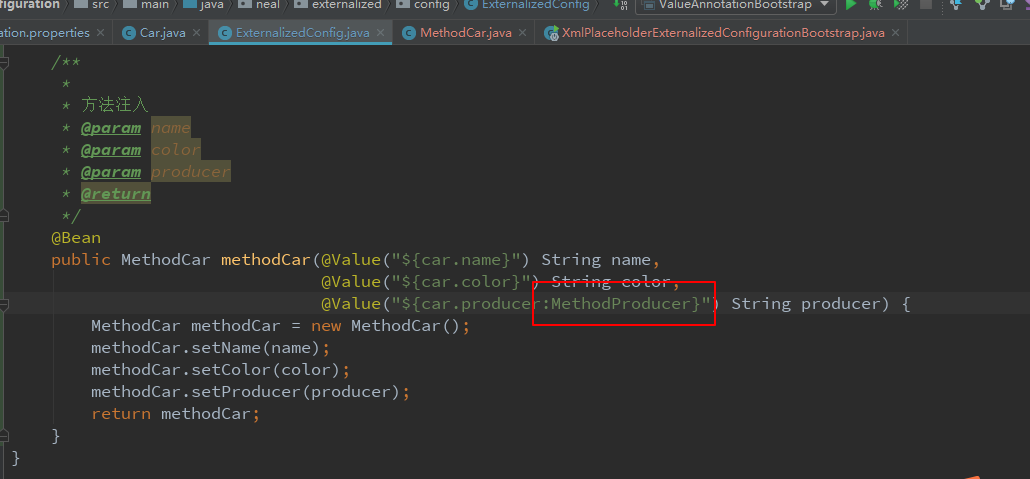 figuration src main java neal externalized config ExternalizedConfig ValueAnnotationBootstrap
ation.properties Car.java ExternalizedConfig.java MethodCar.java XmlPlaceholderExternalizedConfigurationBootstrap.java
/**
*
* 方法注入
* @param name
* @param color
* @param producer
* @return
*/
@Bean
public MethodCar methodCar(@Value("${car.name}") String name,
@Value("${car.color}") String color,
@Value("${car.producer:MethodProducer}") String producer) {
MethodCar methodCar = new MethodCar();
methodCar.setName(name);
methodCar.setColor(color);
methodCar.setProducer(producer);
return methodCar;
}
}